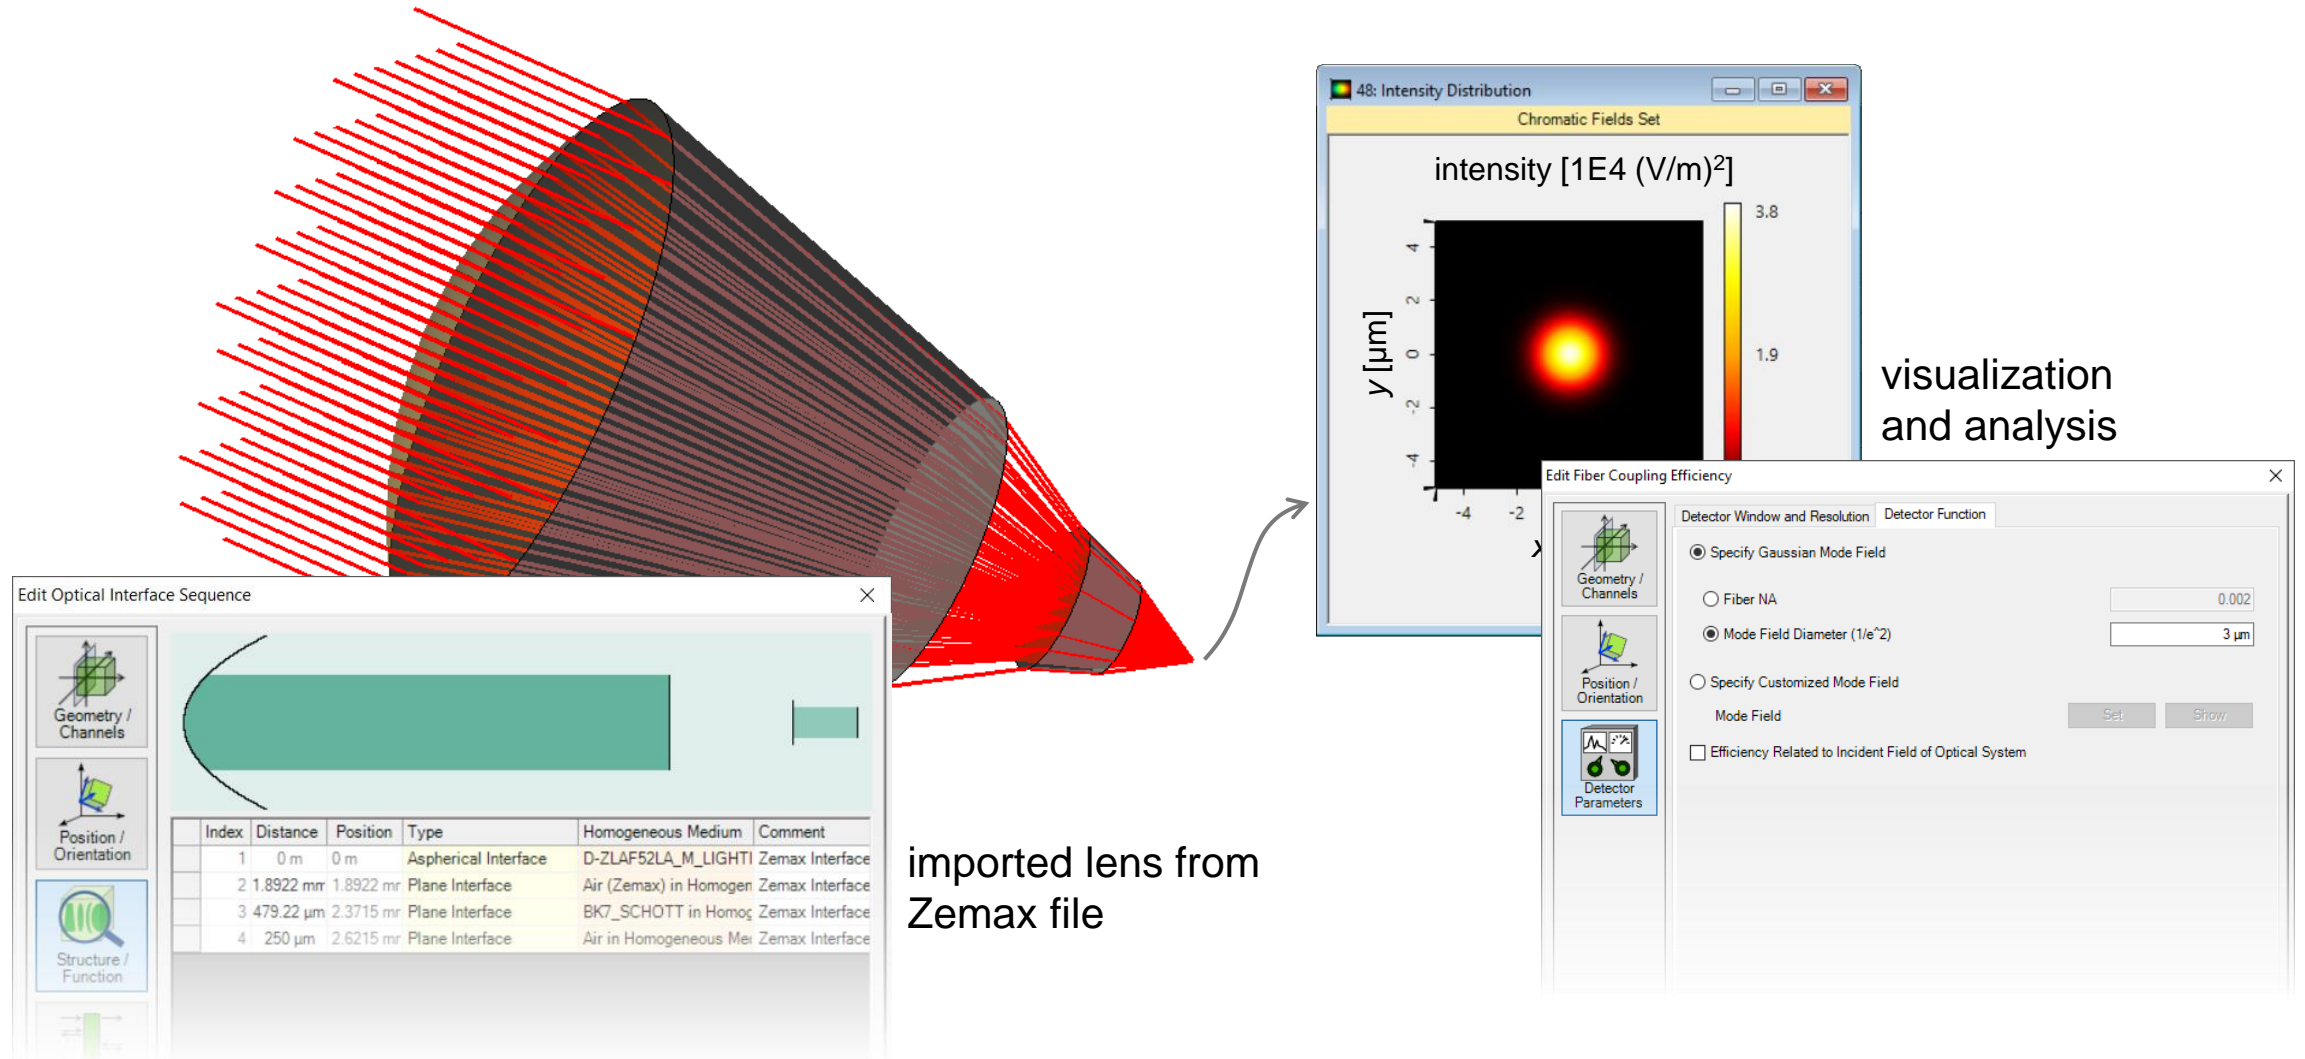 48: Intensity Distribution
Chromatic Fields Set
intensity [1E4 (V/m)2]
3.8
1.9
4
2
0
-2
-4
y [µm]
-4 -2
x
visualization
and analysis
Edit Fiber Coupling Efficiency
Detector Window and Resolution Detector Function
Geometry /
Channels
Position /
Orientation
Detector
Parameters
Specify Gaussian Mode Field
Fiber NA 0.002
Mode Field Diameter (1/e^2) 3 µm
Specify Customized Mode Field
Mode Field Set Show
Efficiency Related to Incident Field of Optical System
Edit Optical Interface Sequence
Geometry /
Channels
Position /
Orientation
Structure /
Function
Index Distance Position Type Homogeneous Medium Comment
1 0 m 0 m Aspherical Interface D-ZLAF52LA_M_LIGHTI Zemax Interface
2 1.8922 mm 1.8922 mr Plane Interface Air (Zemax) in Homogen Zemax Interface
3 479.22 µm 2.3715 mr Plane Interface BK7_SCHOTT in Homog Zemax Interface
4 250 µm 2.6215 mr Plane Interface Air in Homogeneous Me Zemax Interface
imported lens from
Zemax file